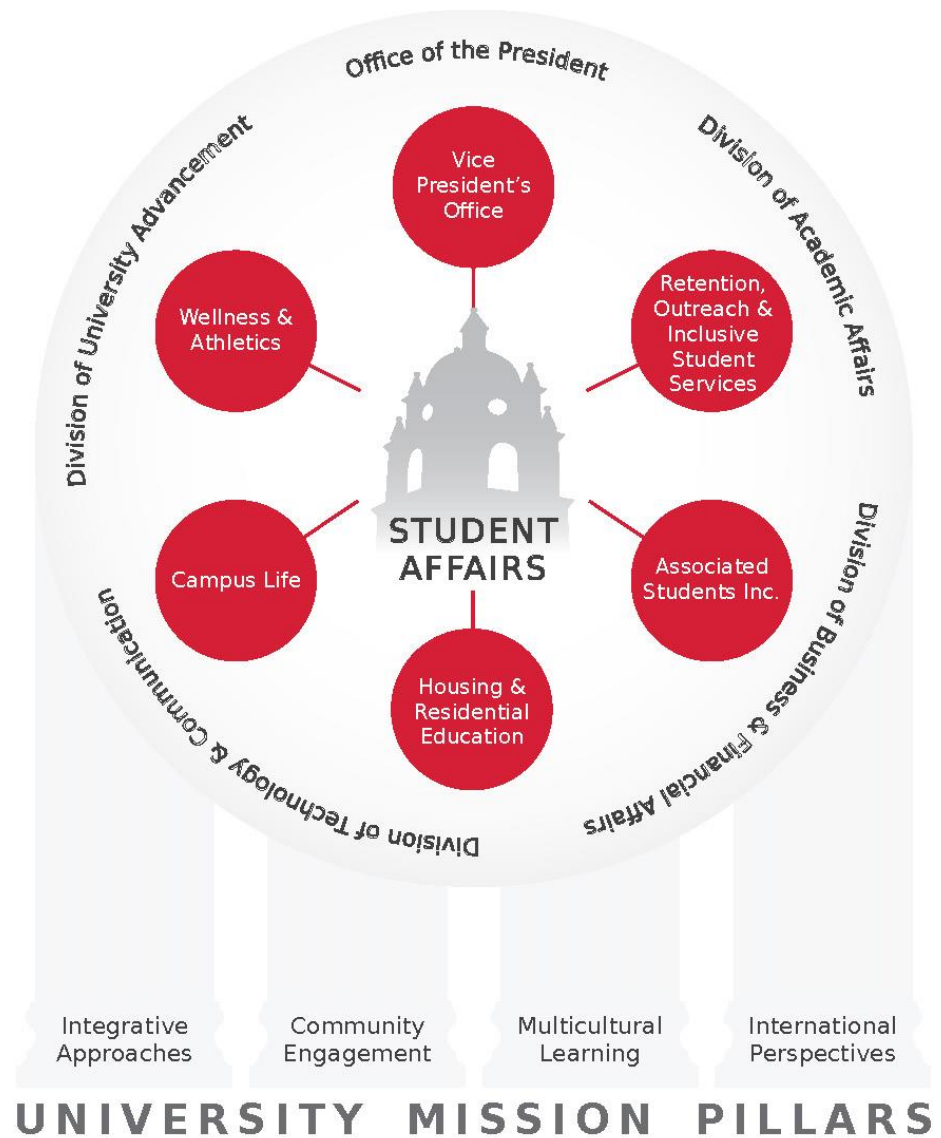 Office of the President
Division of University Advancement
Division of Academic Affairs
Vice
President’s
Office
Wellness &
Athletics
Retention,
Outreach &
Inclusive
Student
Services
STUDENT
AFFAIRS
Campus Life
Associated
Students Inc.
Housing &
Residential
Education
Division of Technology & Communication
Division of Business & Financial Affairs
Integrative
Approaches
Community
Engagement
Multicultural
Learning
International
Perspectives
UNIVERSITY MISSION PILLARS